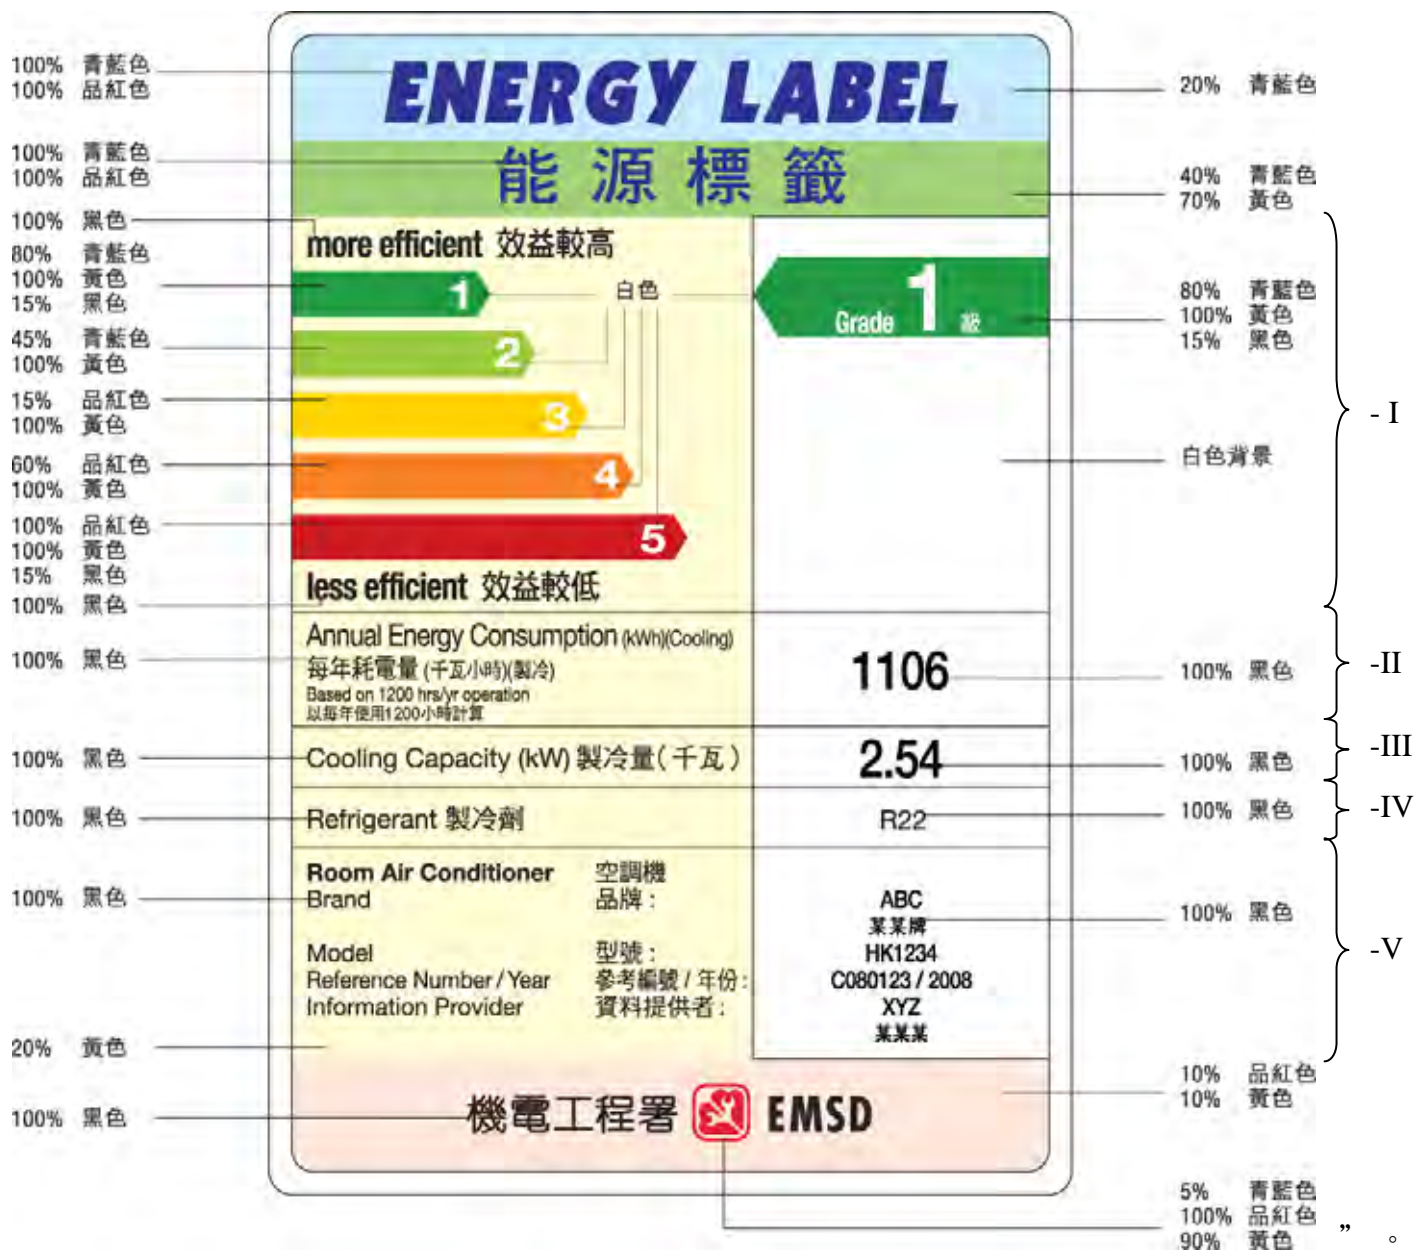 100% 青藍色
100% 品紅色
ENERGY LABEL
20% 青藍色
100% 青藍色
100% 品紅色
能源標籤
40% 青藍色
70% 黃色
100% 黑色
more efficient 效益較高
80% 青藍色
100% 黃色
15% 黑色
1
白色
1
Grade 級
80% 青藍色
100% 黃色
15% 黑色
45% 青藍色
100% 黃色
2
15% 品紅色
100% 黃色
3
- I
60% 品紅色
100% 黃色
4
白色背景
100% 品紅色
100% 黃色
15% 黑色
5
100% 黑色
less efficient 效益較低
Annual Energy Consumption (kWh)(Cooling)
每年耗電量 (千瓦小時)(製冷)
Based on 1200 hrs/yr operation
以每年使用1200小時計算
100% 黑色
1106
100% 黑色
-II
100% 黑色
Cooling Capacity (kW) 製冷量(千瓦)
2.54
100% 黑色
-III
100% 黑色
Refrigerant 製冷劑
R22
100% 黑色
-IV
Room Air Conditioner 空調機
100% 黑色
Brand 品牌 :
ABC
某某牌
100% 黑色
Model 型號 :
HK1234
-V
Reference Number / Year 參考編號 / 年份 :
C080123 / 2008
Information Provider 資料提供者 :
XYZ
某某某
20% 黃色
10% 品紅色
10% 黃色
100% 黑色
機電工程署 EMSD
5% 青藍色
100% 品紅色
90% 黃色
” 。